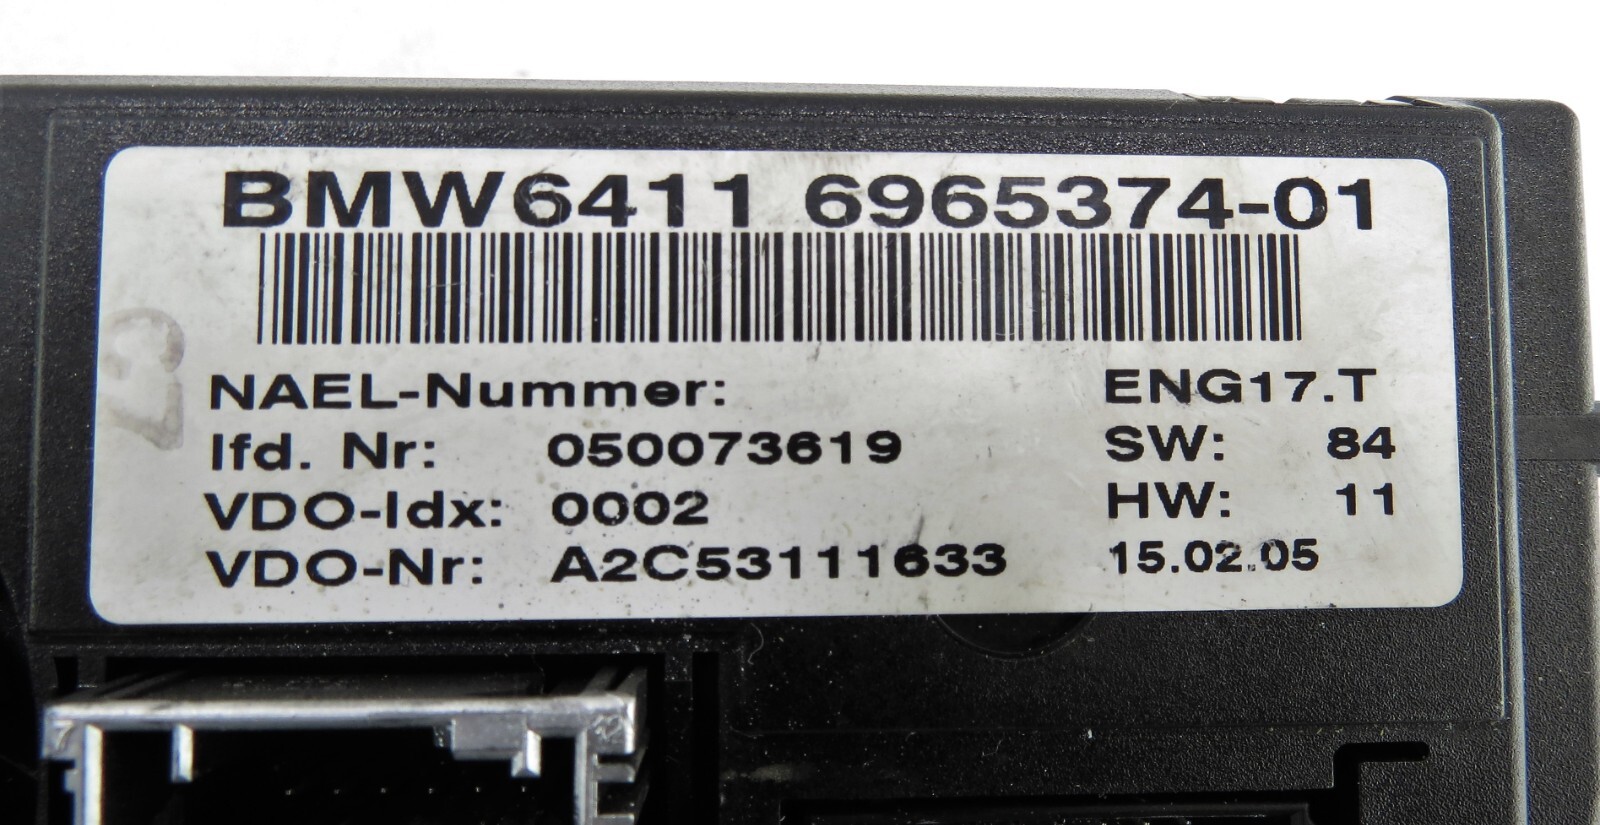 BMW6411 6965374-01
NAEL-Nummer: ENG17.T
lfd. Nr: 050073619 SW: 84
VDO-Idx: 0002 HW: 11
VDO-Nr: A2C53111633 15.02.05